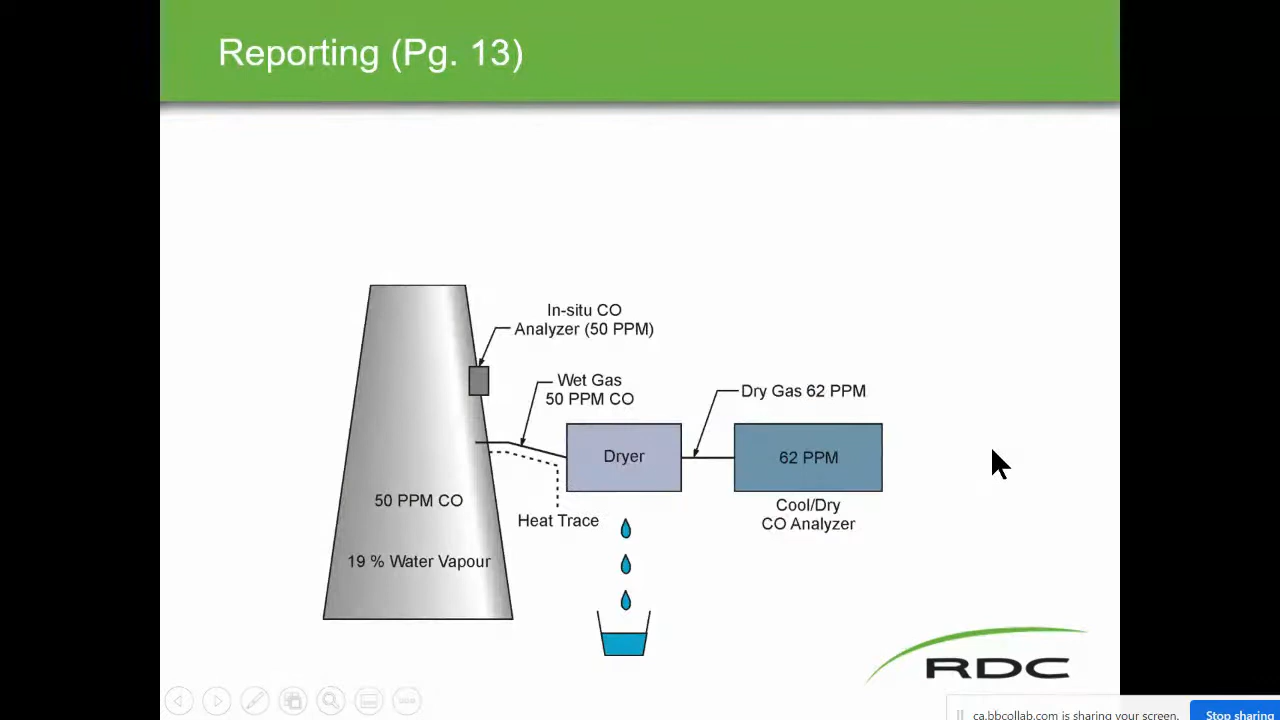 Reporting (Pg. 13)
In-situ CO
Analyzer (50 PPM)
Wet Gas
50 PPM CO
Dry Gas 62 PPM
Dryer
62 PPM
50 PPM CO
Cool/Dry
CO Analyzer
Heat Trace
19 % Water Vapour
RDC
ca.bbcollab.com is sharing your screen.
Stop sharing